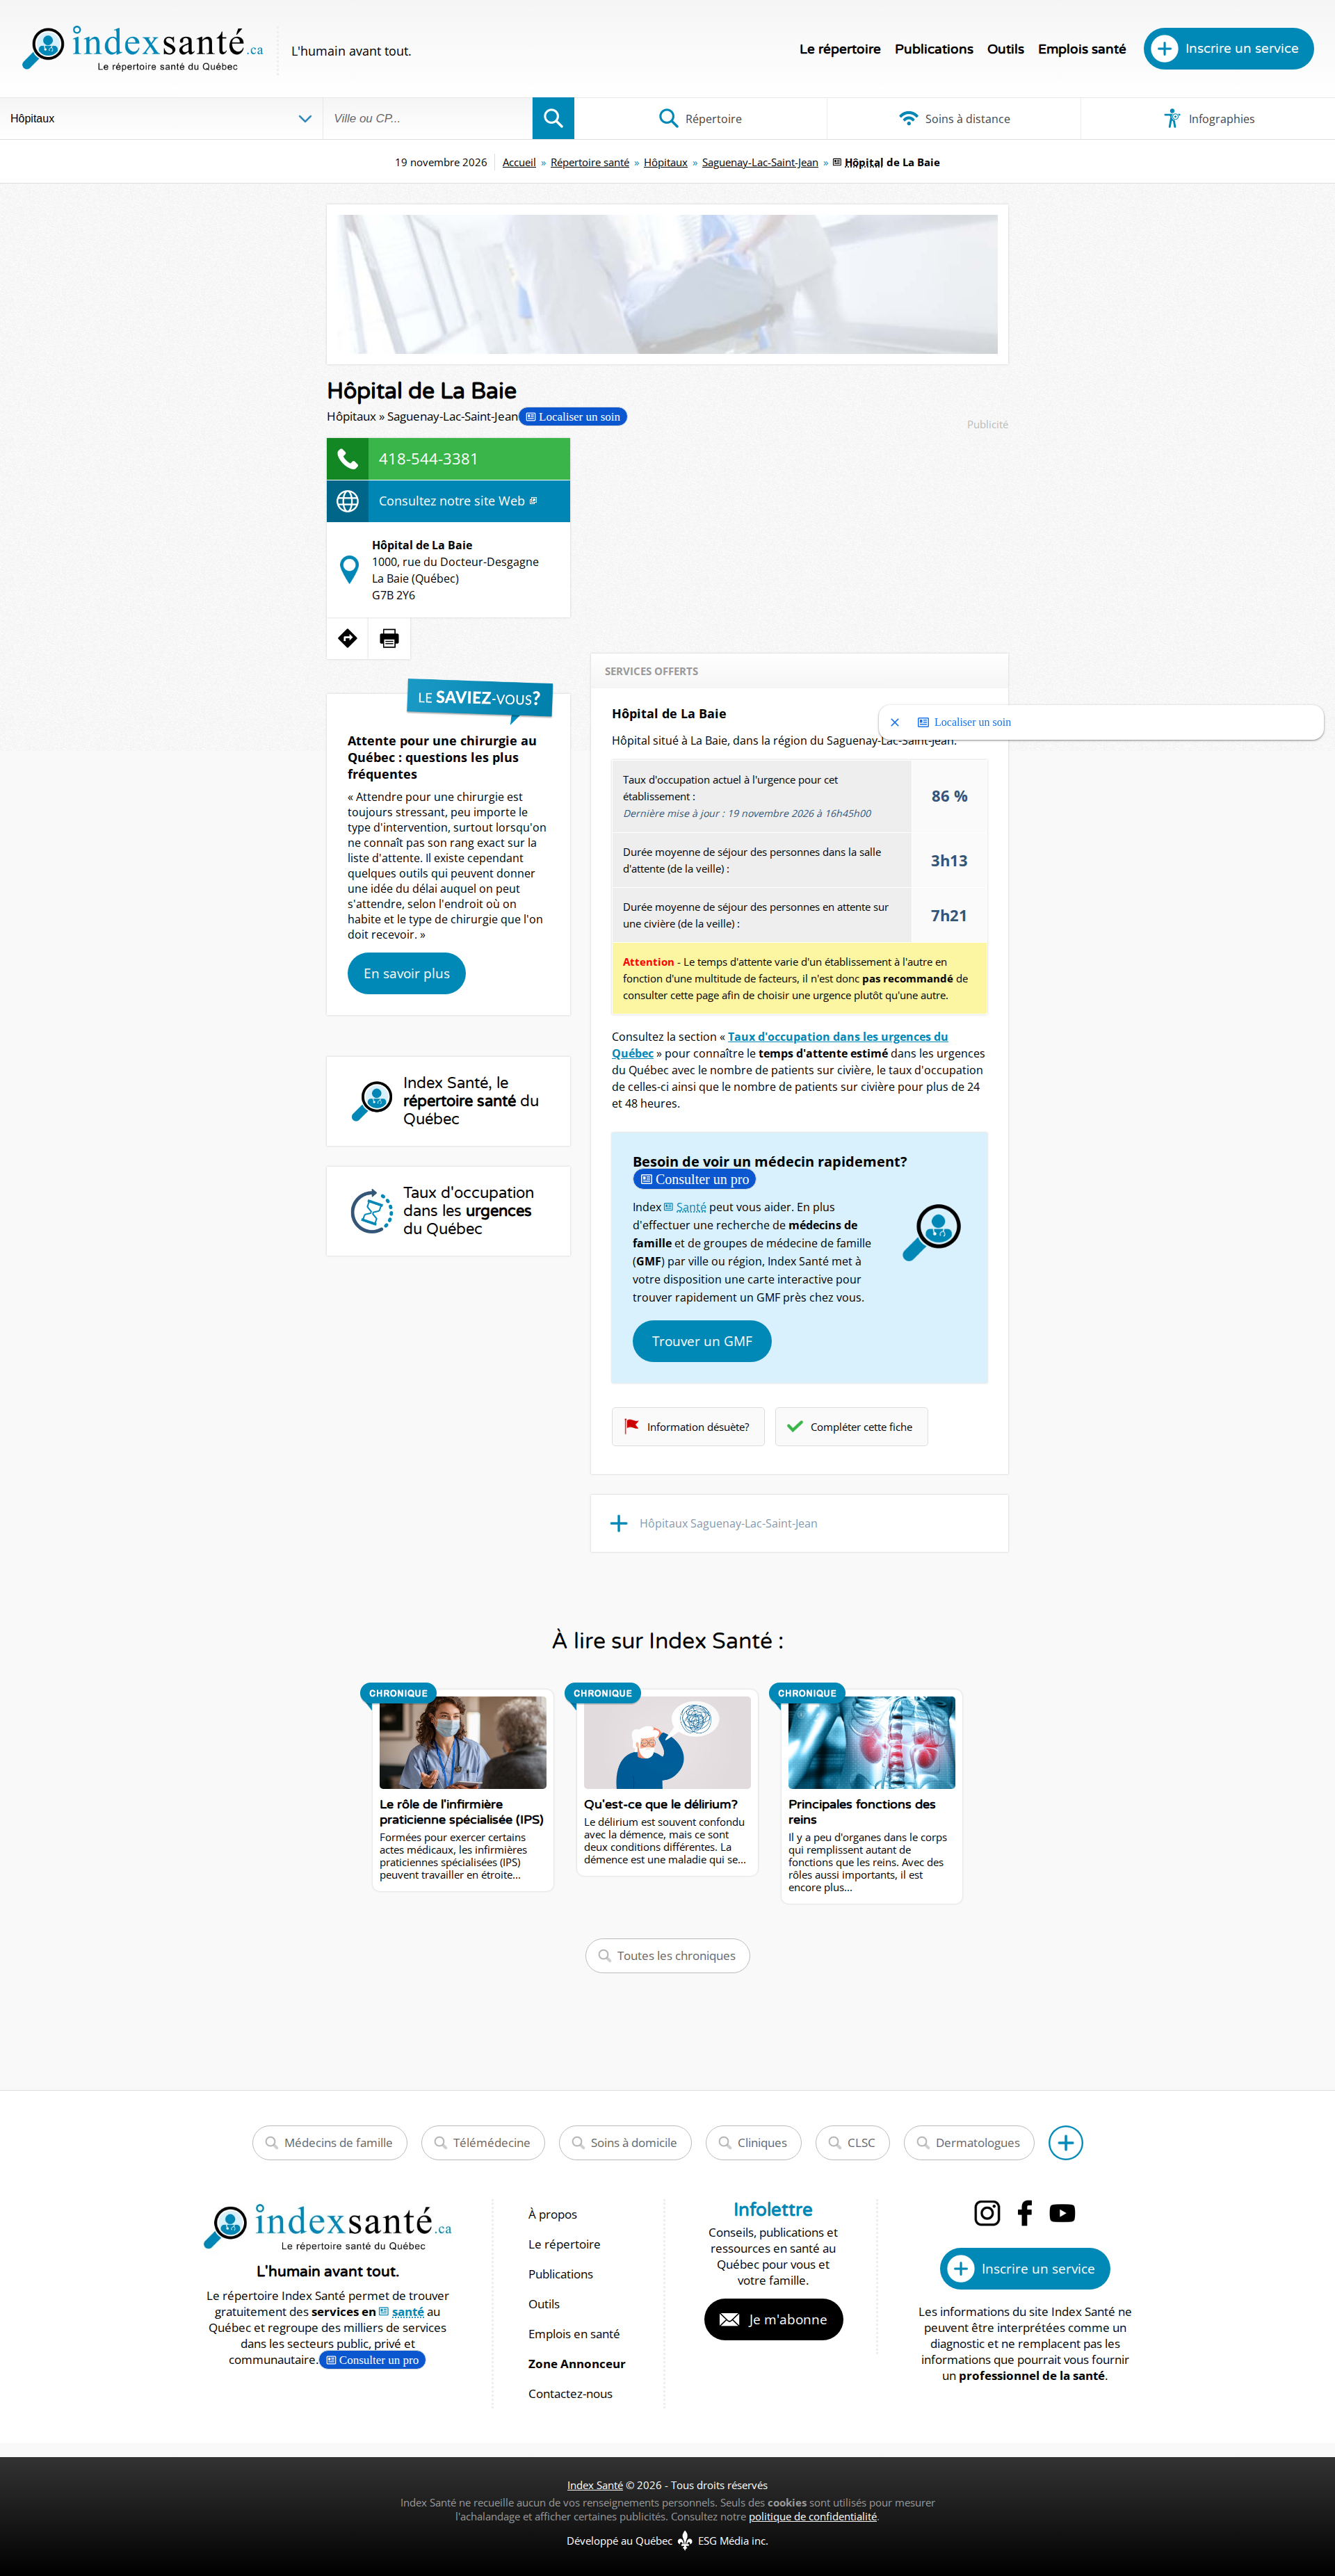 indexsanté.ca
Le répertoire santé du Québec
L'humain avant tout.
Le répertoire
Publications
Outils
Emplois santé
Inscrire un service
Hôpitaux
Ville ou CP...
Répertoire
Soins à distance
Infographies
19 novembre 2026
Accueil » Répertoire santé » Hôpitaux » Saguenay-Lac-Saint-Jean » Hôpital de La Baie
Hôpital de La Baie
Hôpitaux » Saguenay-Lac-Saint-Jean Localiser un soin
Publicité
418-544-3381
Consultez notre site Web
Hôpital de La Baie
1000, rue du Docteur-Desgagne
La Baie (Québec)
G7B 2Y6
LE SAVIEZ-VOUS?
Attente pour une chirurgie au
Québec : questions les plus
fréquentes
« Attendre pour une chirurgie est
toujours stressant, peu importe le
type d'intervention, surtout lorsqu'on
ne connaît pas son rang exact sur la
liste d'attente. Il existe cependant
quelques outils qui peuvent donner
une idée du délai auquel on peut
s'attendre, selon l'endroit où on
habite et le type de chirurgie que l'on
doit recevoir. »
En savoir plus
Index Santé, le
répertoire santé du
Québec
Taux d'occupation
dans les urgences
du Québec
SERVICES OFFERTS
Hôpital de La Baie
Localiser un soin
Hôpital situé à La Baie, dans la région du Saguenay-Lac-Saint-Jean.
Taux d'occupation actuel à l'urgence pour cet
établissement :
Dernière mise à jour : 19 novembre 2026 à 16h45h00
86 %
Durée moyenne de séjour des personnes dans la salle
d'attente (de la veille) :
3h13
Durée moyenne de séjour des personnes en attente sur
une civière (de la veille) :
7h21
Attention - Le temps d'attente varie d'un établissement à l'autre en
fonction d'une multitude de facteurs, il n'est donc pas recommandé de
consulter cette page afin de choisir une urgence plutôt qu'une autre.
Consultez la section « Taux d'occupation dans les urgences du
Québec » pour connaître le temps d'attente estimé dans les urgences
du Québec avec le nombre de patients sur civière, le taux d'occupation
de celles-ci ainsi que le nombre de patients sur civière pour plus de 24
et 48 heures.
Besoin de voir un médecin rapidement?
Consulter un pro
Index Santé peut vous aider. En plus
d'effectuer une recherche de médecins de
famille et de groupes de médecine de famille
(GMF) par ville ou région, Index Santé met à
votre disposition une carte interactive pour
trouver rapidement un GMF près chez vous.
Trouver un GMF
Information désuète?
Compléter cette fiche
Hôpitaux Saguenay-Lac-Saint-Jean
À lire sur Index Santé :
CHRONIQUE
Le rôle de l'infirmière
praticienne spécialisée (IPS)
Formées pour exercer certains
actes médicaux, les infirmières
praticiennes spécialisées (IPS)
peuvent travailler en étroite...
CHRONIQUE
Qu'est-ce que le délirium?
Le délirium est souvent confondu
avec la démence, mais ce sont
deux conditions différentes. La
démence est une maladie qui se...
CHRONIQUE
Principales fonctions des
reins
Il y a peu d'organes dans le corps
qui remplissent autant de
fonctions que les reins. Avec des
rôles aussi importants, il est
encore plus...
Toutes les chroniques
Médecins de famille
Télémédecine
Soins à domicile
Cliniques
CLSC
Dermatologues
indexsanté.ca
Le répertoire santé du Québec
L'humain avant tout.
Le répertoire Index Santé permet de trouver
gratuitement des services en santé au
Québec et regroupe des milliers de services
dans les secteurs public, privé et
communautaire. Consulter un pro
À propos
Le répertoire
Publications
Outils
Emplois en santé
Zone Annonceur
Contactez-nous
Infolettre
Conseils, publications et
ressources en santé au
Québec pour vous et
votre famille.
Je m'abonne
Inscrire un service
Les informations du site Index Santé ne
peuvent être interprétées comme un
diagnostic et ne remplacent pas les
informations que pourrait vous fournir
un professionnel de la santé.
Index Santé © 2026 - Tous droits réservés
Index Santé ne recueille aucun de vos renseignements personnels. Seuls des cookies sont utilisés pour mesurer
l'achalandage et afficher certaines publicités. Consultez notre politique de confidentialité.
Développé au Québec ESG Média inc.